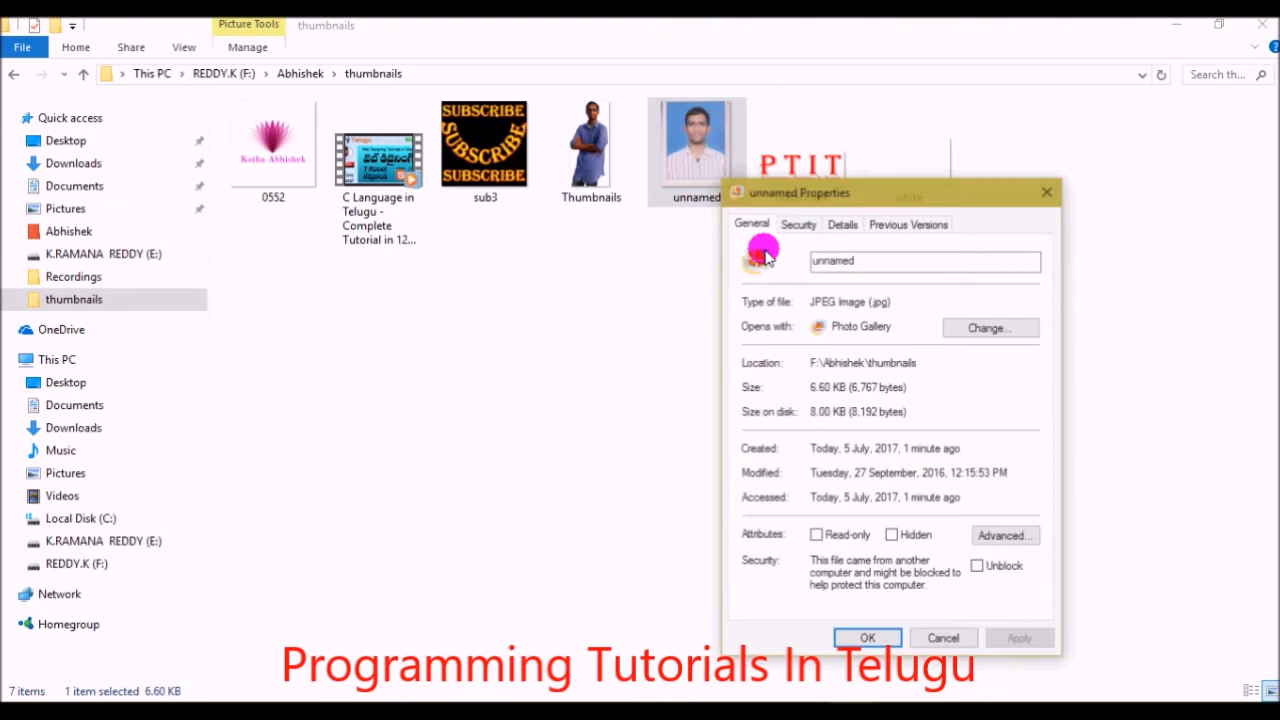 Picture Tools
thumbnails
File
Home
Share
View
Manage
This PC
REDDY.K (F:)
Abhishek
thumbnails
Search th...
Quick access
Desktop
Downloads
Documents
Pictures
Abhishek
K.RAMANA REDDY (E:)
Recordings
thumbnails
OneDrive
This PC
Desktop
Documents
Downloads
Music
Pictures
Videos
Local Disk (C:)
K.RAMANA REDDY (E:)
REDDY.K (F:)
Network
Homegroup
Kotha Abhishek
0552
Telugu
C Language in
Telugu -
Complete
Tutorial in 12...
SUBSCRIBE
SUBSCRIBE
SUBSCRIBE
sub3
Thumbnails
unnamed
PTIT
white
unnamed Properties
General
Security
Details
Previous Versions
unnamed
Type of file: JPEG Image (.jpg)
Opens with: Photo Gallery
Change...
Location: F:\Abhishek\thumbnails
Size: 6.60 KB (6,767 bytes)
Size on disk: 8.00 KB (8,192 bytes)
Created: Today, 5 July, 2017, 1 minute ago
Modified: Tuesday, 27 September, 2016, 12:15:53 PM
Accessed: Today, 5 July, 2017, 1 minute ago
Attributes: Read-only Hidden
Advanced...
Security: This file came from another
computer and might be blocked to
help protect this computer.
Unblock
OK
Cancel
Apply
Programming Tutorials In Telugu
7 items
1 item selected 6.60 KB